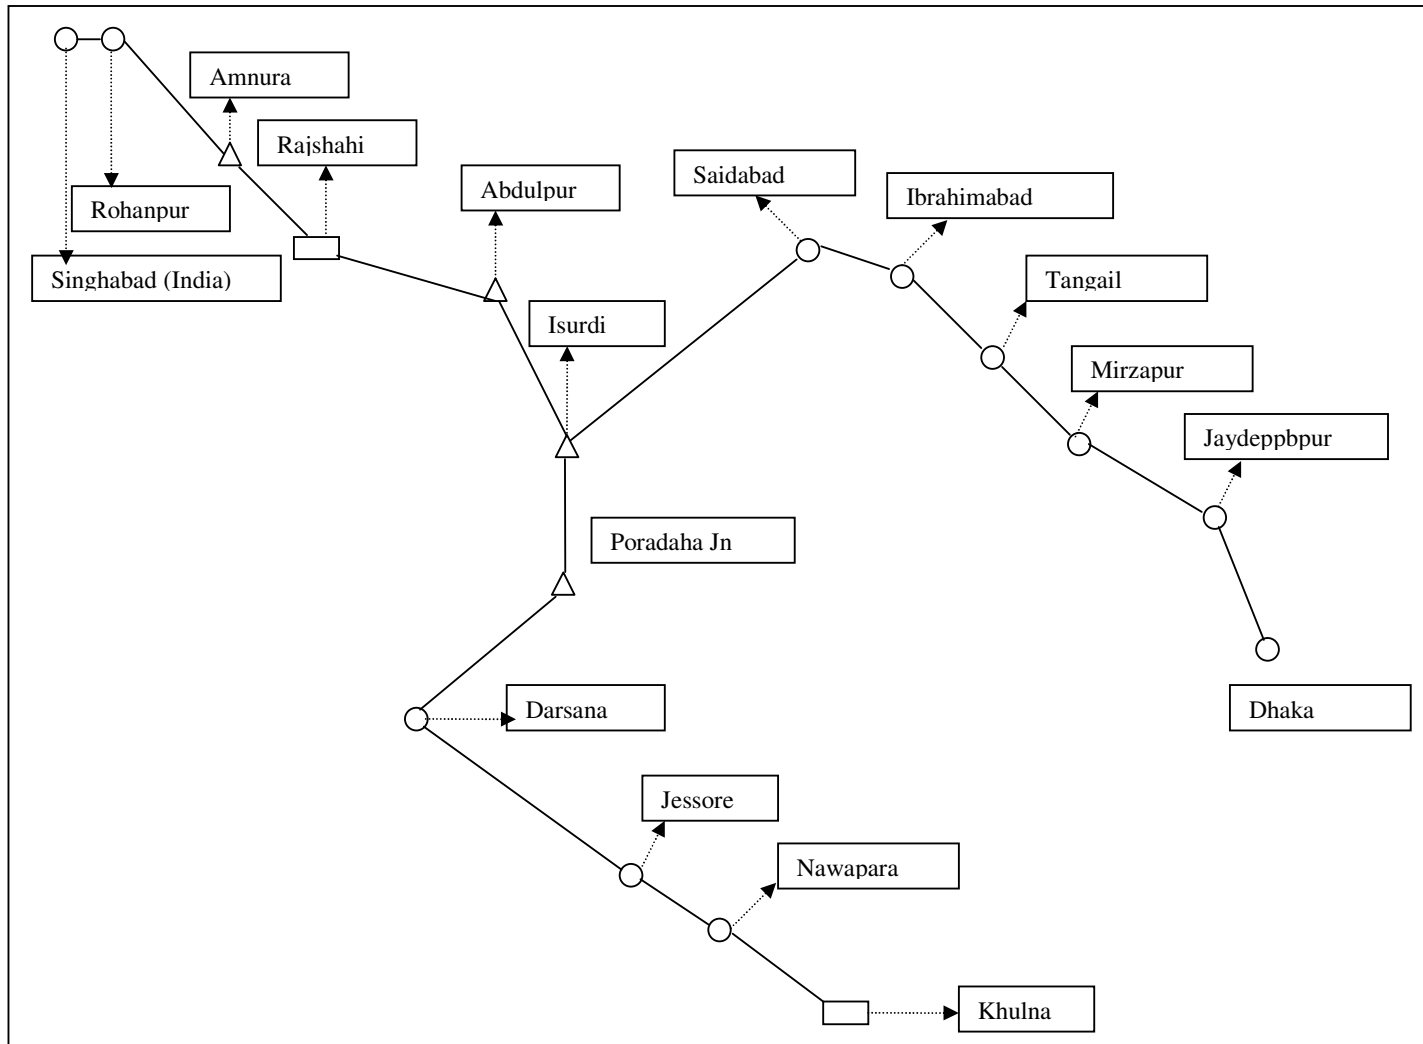 Amnura
Rajshahi
Saidabad
Abdulpur
Ibrahimabad
Rohanpur
Singhabad (India)
Tangail
Isurdi
Mirzapur
Jaydeppbpur
Poradaha Jn
Darsana
Dhaka
Jessore
Nawapara
Khulna